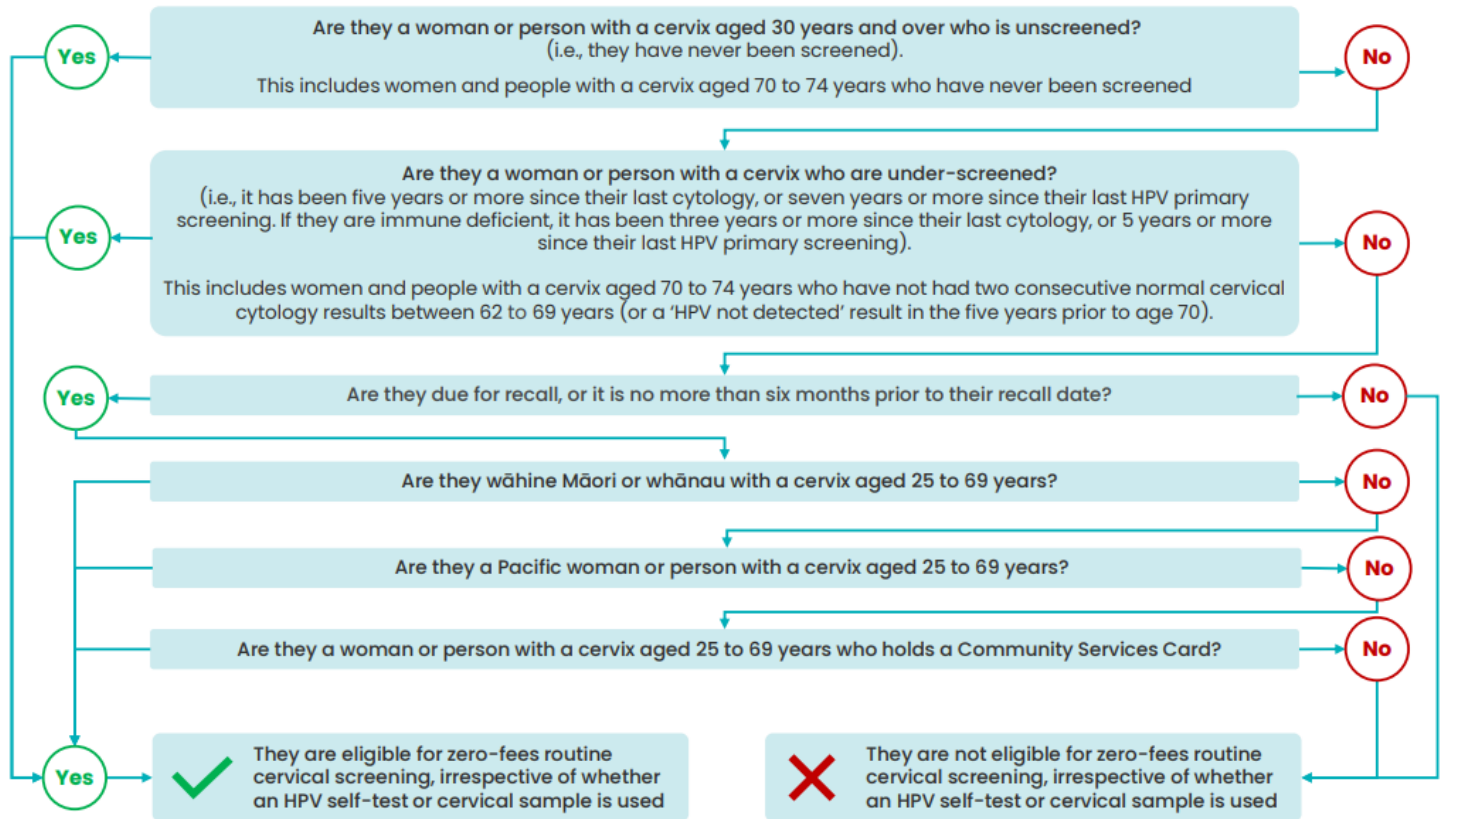 Are they a woman or person with a cervix aged 30 years and over who is unscreened?
(i.e., they have never been screened).
This includes women and people with a cervix aged 70 to 74 years who have never been screened
Yes
No
Are they a woman or person with a cervix who are under-screened?
(i.e., it has been five years or more since their last cytology, or seven years or more since their last HPV primary
screening. If they are immune deficient, it has been three years or more since their last cytology, or 5 years or more
since their last HPV primary screening).
This includes women and people with a cervix aged 70 to 74 years who have not had two consecutive normal cervical
cytology results between 62 to 69 years (or a ‘HPV not detected’ result in the five years prior to age 70).
Yes
No
Are they due for recall, or it is no more than six months prior to their recall date?
Yes
No
Are they wāhine Māori or whānau with a cervix aged 25 to 69 years?
No
Are they a Pacific woman or person with a cervix aged 25 to 69 years?
No
Are they a woman or person with a cervix aged 25 to 69 years who holds a Community Services Card?
No
Yes
They are eligible for zero-fees routine
cervical screening, irrespective of whether
an HPV self-test or cervical sample is used
They are not eligible for zero-fees routine
cervical screening, irrespective of whether
an HPV self-test or cervical sample is used